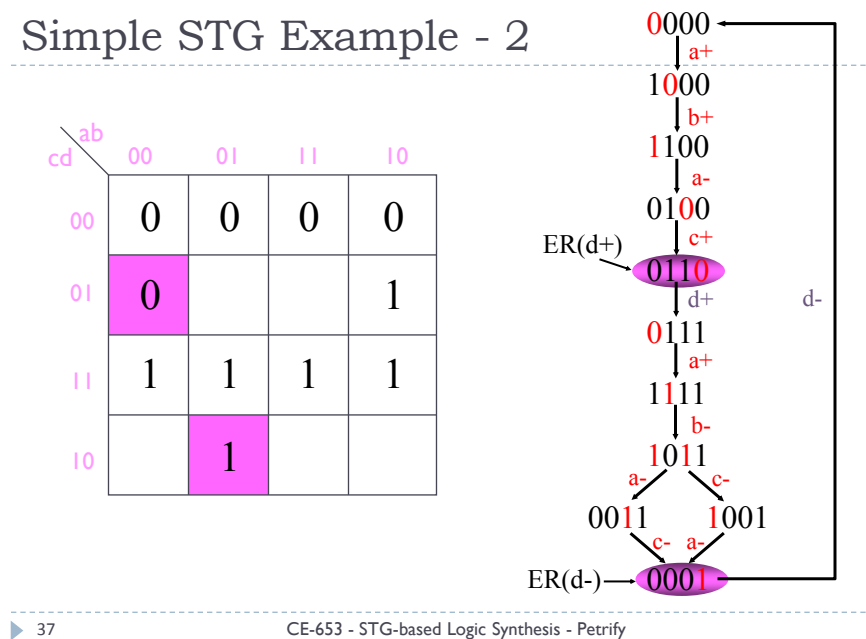 Simple STG Example - 2
ab
cd 00 01 11 10
00 0 0 0 0
01 0 1
11 1 1 1 1
10 1
0000
a+
1000
b+
1100
a-
0100
c+
ER(d+)
0110
d+ d-
0111
a+
1111
b-
1011
a- c-
0011 1001
c- a-
ER(d-) 0001
37 CE-653 - STG-based Logic Synthesis - Petrify